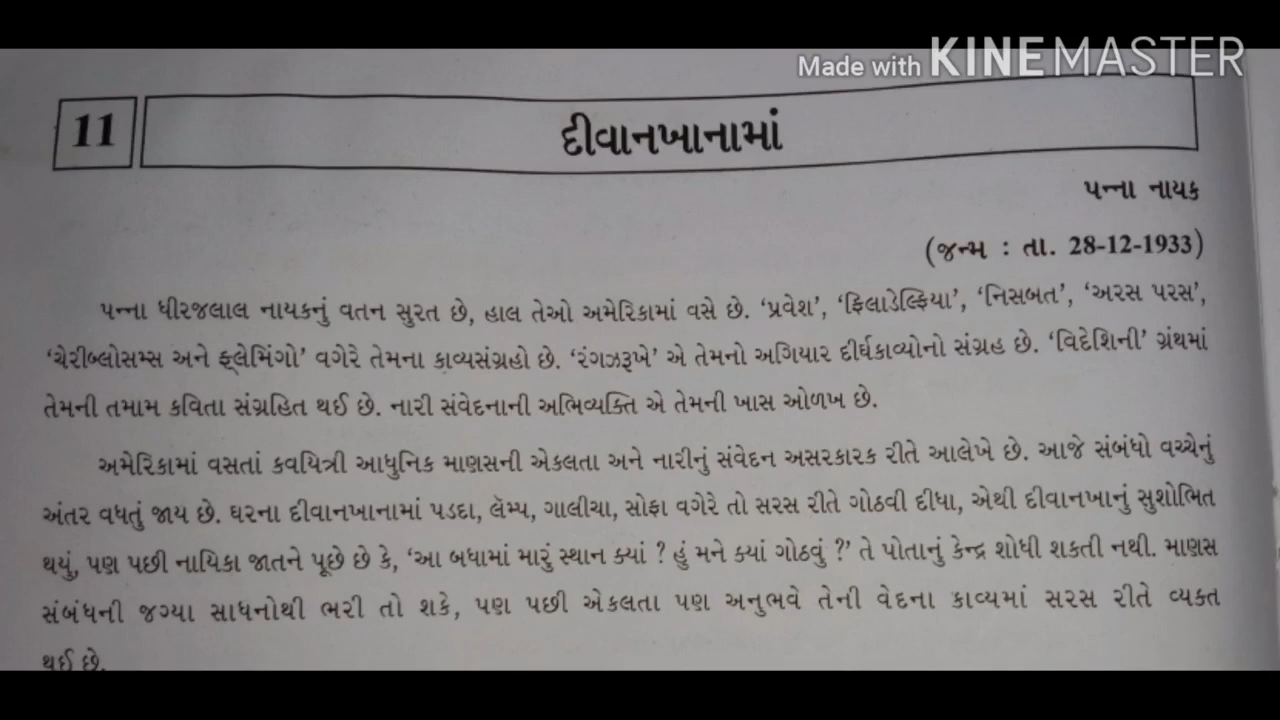 Made with KINEMASTER
11
દીવાનખાનામાં
પન્ના નાયક
(જન્મ : તા. 28-12-1933)
પન્ના ધીરજલાલ નાયકનું વતન સુરત છે, હાલ તેઓ અમેરિકામાં વસે છે. ‘પ્રવેશ’, ‘ફિલાડેલ્ફિયા’, ‘નિસબત’, ‘અરસ પરસ’,
‘ચેરીબ્લોસમ્સ અને ફ્લેમિંગો’ વગેરે તેમના કાવ્યસંગ્રહો છે. ‘રંગઝરૂખે’ એ તેમનો અગિયાર દીર્ઘકાવ્યોનો સંગ્રહ છે. ‘વિદેશિની’ ગ્રંથમાં
તેમની તમામ કવિતા સંગ્રહિત થઈ છે. નારી સંવેદનાની અભિવ્યક્તિ એ તેમની ખાસ ઓળખ છે.
અમેરિકામાં વસતાં કવયિત્રી આધુનિક માણસની એકલતા અને નારીનું સંવેદન અસરકારક રીતે આલેખે છે. આજે સંબંધો વચ્ચેનું
અંતર વધતું જાય છે. ઘરના દીવાનખાનામાં પડદા, લૅમ્પ, ગાલીચા, સોફા વગેરે તો સરસ રીતે ગોઠવી દીધા, એથી દીવાનખાનું સુશોભિત
થયું, પણ પછી નાયિકા જાતને પૂછે છે કે, ‘આ બધામાં મારું સ્થાન ક્યાં ? હું મને ક્યાં ગોઠવું ?’ તે પોતાનું કેન્દ્ર શોધી શકતી નથી. માણસ
સંબંધની જગ્યા સાધનોથી ભરી તો શકે, પણ પછી એકલતા પણ અનુભવે તેની વેદના કાવ્યમાં સરસ રીતે વ્યક્ત
થઈ છે.